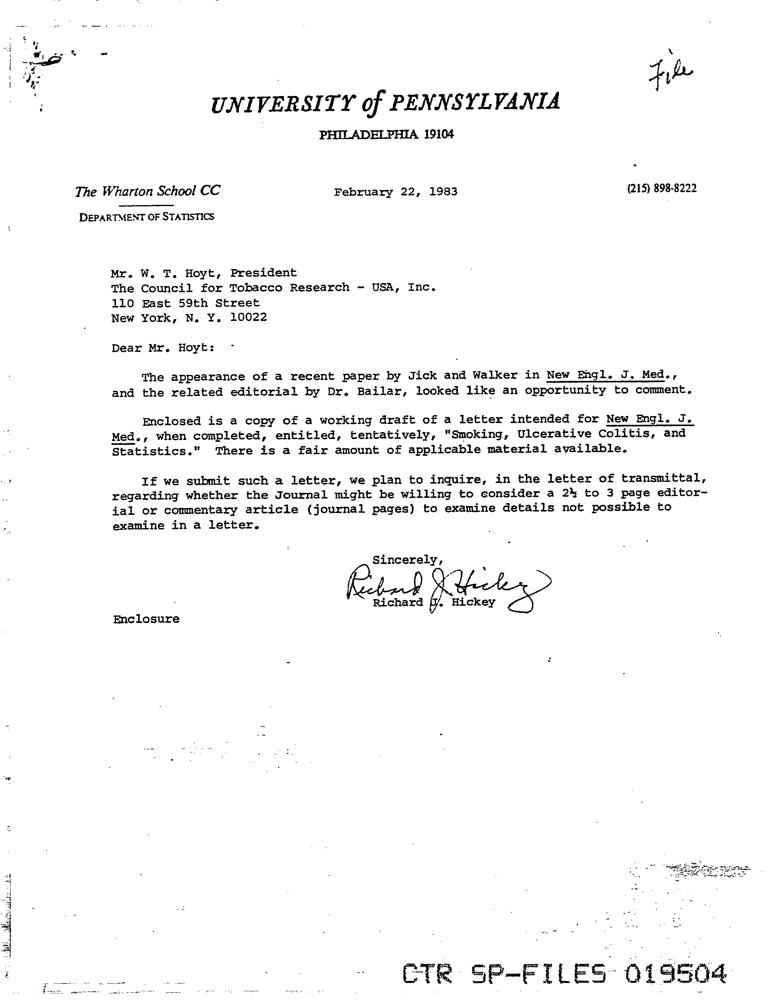 File
UNIVERSITY of PENNSYLVANIA
PHILADELPHIA 19104
The Wharton School CC
February 22, 1983
(215) 898-8222
DEPARTMENT OF STATISTICS
Mr. W. T. Hoyt, President
The Council for Tobacco Research - USA, Inc.
110 East 59th Street
New York, N. Y. 10022
Dear Mr. Hoyt:
The appearance of a recent paper by Jick and Walker in New Engl. J. Med.,
and the related editorial by Dr. Bailar, looked like an opportunity to comment.
Enclosed is a copy of a working draft of a letter intended for New Engl. J.
Med., when completed, entitled, tentatively, "Smoking, Ulcerative Colitis, and
Statistics." There is a fair amount of applicable material available.
If we submit such a letter, we plan to inquire, in the letter of transmittal,
regarding whether the Journal might be willing to consider a 2½ to 3 page editor-
ial or commentary article (journal pages) to examine details not possible to
examine in a letter.
Sincerely,
Richard J. Hickey
Richard J. Hickey
Enclosure
CTR SP-FILES 019504